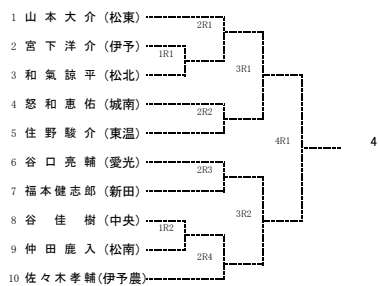 1 山本大介 (松東)
2R1
2 宮下洋介 (伊予)
1R1
3 和氣諒平 (松北)
3R1
4 怒和恵佑 (城南)
2R2
5 住野駿介 (東温)
4R1
4
6 谷口亮輔 (愛光)
2R3
7 福本健志郎 (新田)
3R2
8 谷佳樹 (中央)
1R2
9 仲田鹿入 (松南)
2R4
10 佐々木孝輔 (伊予農)